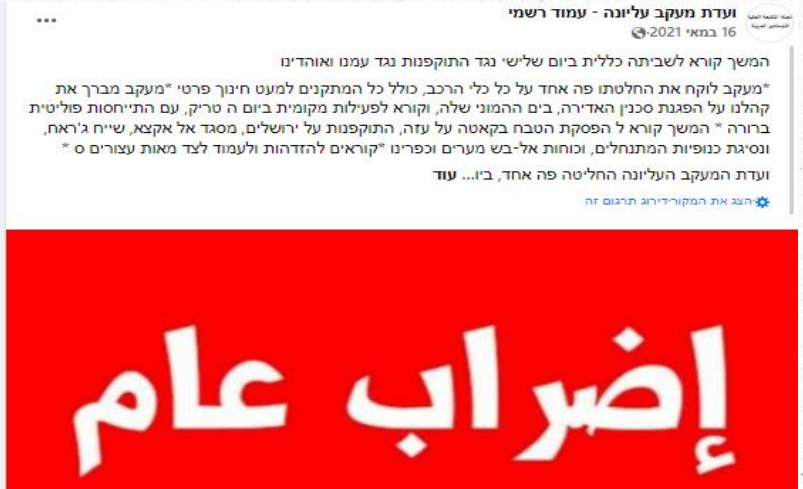 ועדת מעקב עליונה - עמוד רשמי
16 במאי 2021
המשך קורא לשביתה כללית ביום שלישי נגד התוקפנות נגד עמנו ואוהדינו
*מעקב לוקח את החלטתו פה אחד על כל כלי הרכב, כולל כל המתקנים למעט חינוך פרטי *מעקב מברך את
קהלנו על הפגנת סכנין האדירה, בים ההמוני שלה, וקורא לפעילות מקומית ביום ה טריק, עם התייחסות פוליטית
ברורה * המשך קורא ל הפסקת הטבח בקאטה על עזה, התוקפנות על ירושלים, מסגד אל אקצא, שייח ג'ראח,
ונסיגת כנופיות המתנחלים, וכוחות אל-בש מערים וכפרינו *קוראים להזדהות ולעמוד לצד מאות עצורים ס *
ועדת המעקב העליונה החליטה פה אחד, ביו... עוד
הצג את המקור·דירוג תרגום זה
إضراب عام